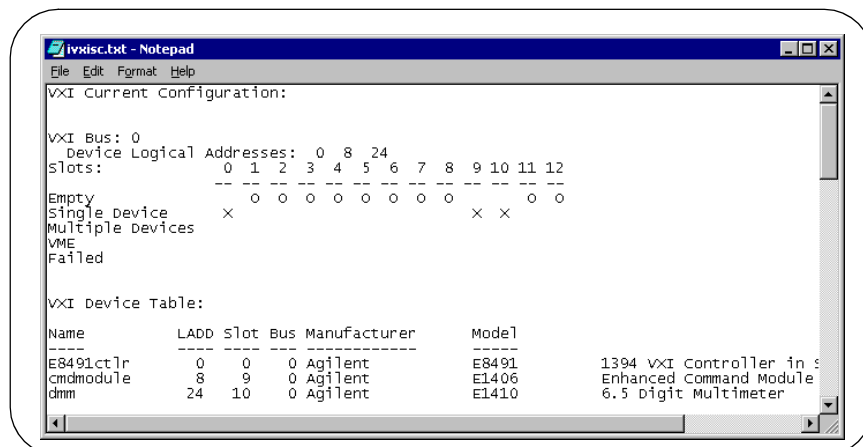 ivxisc.txt - Notepad
File Edit Format Help
VXI Current Configuration:
VXI Bus: 0
Device Logical Addresses: 0 8 24
Slots: 0 1 2 3 4 5 6 7 8 9 10 11 12
-- -- -- -- -- -- -- -- -- -- -- -- --
Empty o o o o o o o o o o
Single Device x x x
Multiple Devices
VME
Failed
VXI Device Table:
Name LADD Slot Bus Manufacturer Model
---- ---- ---- --- ------------ -----
E8491ctlr 0 0 0 Agilent E8491 1394 VXI Controller in
cmdmodule 8 9 0 Agilent E1406 Enhanced Command Module
dmm 24 10 0 Agilent E1410 6.5 Digit Multimeter